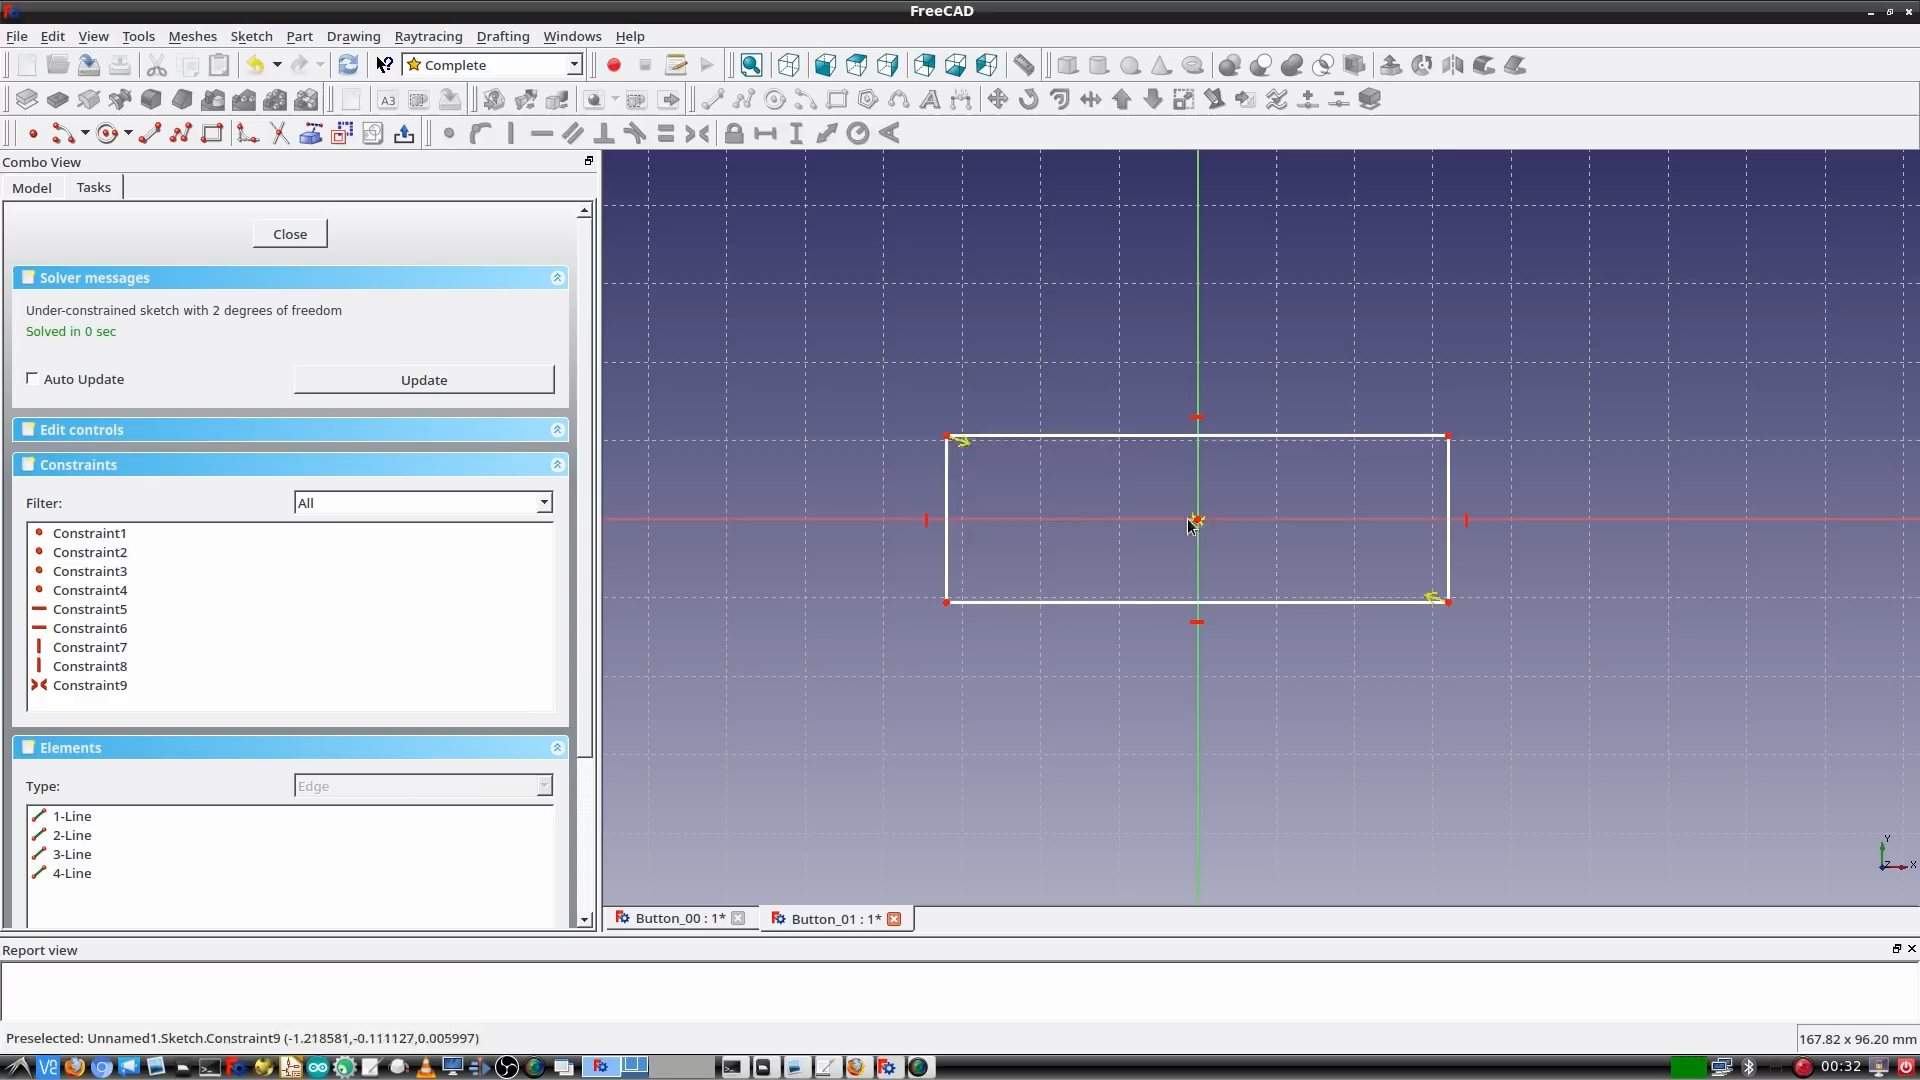 FreeCAD
File Edit View Tools Meshes Sketch Part Drawing Raytracing Drafting Windows Help
Complete
A3
Combo View
Model Tasks
Close
Solver messages
Under-constrained sketch with 2 degrees of freedom
Solved in 0 sec
Auto Update Update
Edit controls
Constraints
Filter: All
Constraint1
Constraint2
Constraint3
Constraint4
Constraint5
Constraint6
Constraint7
Constraint8
Constraint9
Elements
Type: Edge
1-Line
2-Line
3-Line
4-Line
Y
Z X
Button_00 : 1* Button_01 : 1*
Report view
Preselected: Unnamed1.Sketch.Constraint9 (-1.218581,-0.111127,0.005997)
167.82 x 96.20 mm
00:32